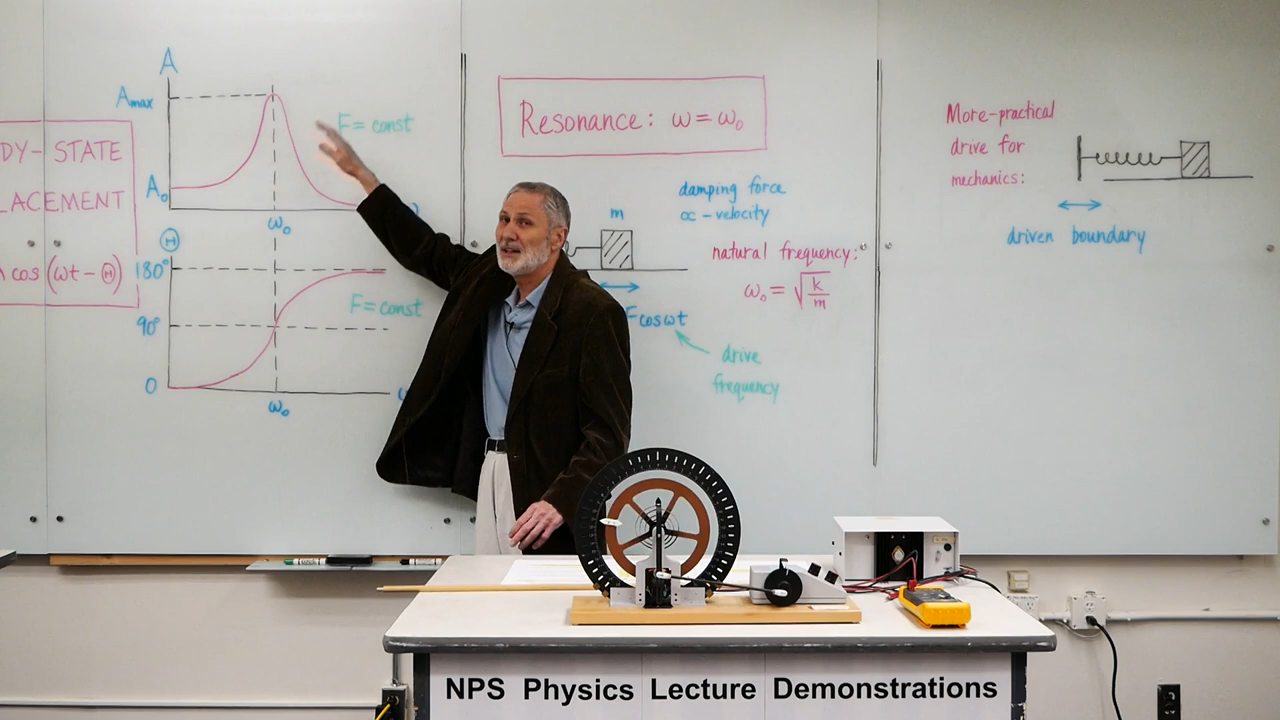 DY-STATE
LACEMENT
cos(ωt - Θ)
A
Amax
F = const
A₀
ω₀
Θ
180°
F = const
90°
0
ω₀
Resonance: ω = ω₀
damping force
∝ - velocity
m
natural frequency:
ω₀ = √k/m
F cos ωt
drive
frequency
More-practical
drive for
mechanics:
driven boundary
NPS Physics Lecture Demonstrations